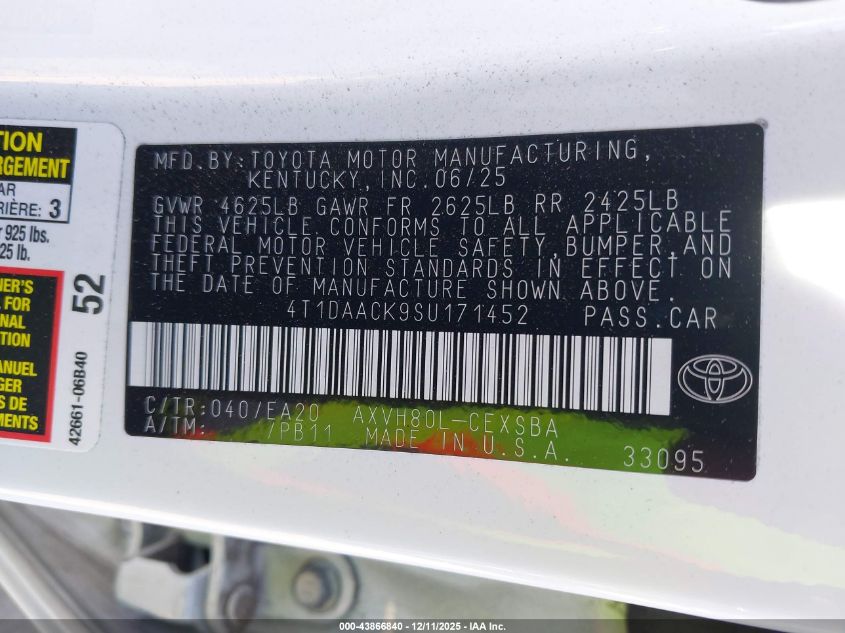 TION
ARGEMENT
AR
RIÈRE: 3
925 lbs.
25 lb.
NER'S
L FOR
ONAL
TION
ANUEL
GER
S DE
MENTS
52
42661-06B40
MFD. BY: TOYOTA MOTOR MANUFACTURING,
KENTUCKY, INC. 06/25
GVWR 4625LB GAWR FR 2625LB RR 2425LB
THIS VEHICLE CONFORMS TO ALL APPLICABLE
FEDERAL MOTOR VEHICLE SAFETY, BUMPER, AND
THEFT PREVENTION STANDARDS IN EFFECT ON
THE DATE OF MANUFACTURE SHOWN ABOVE.
4T1DAACK9SU171452 PASS.CAR
C/TR: 040/EA20 AXVH80L-CEXSBA
A/TM: /PB11 MADE IN U.S.A.
33095
000-43866840 - 12/11/2025 - IAA Inc.